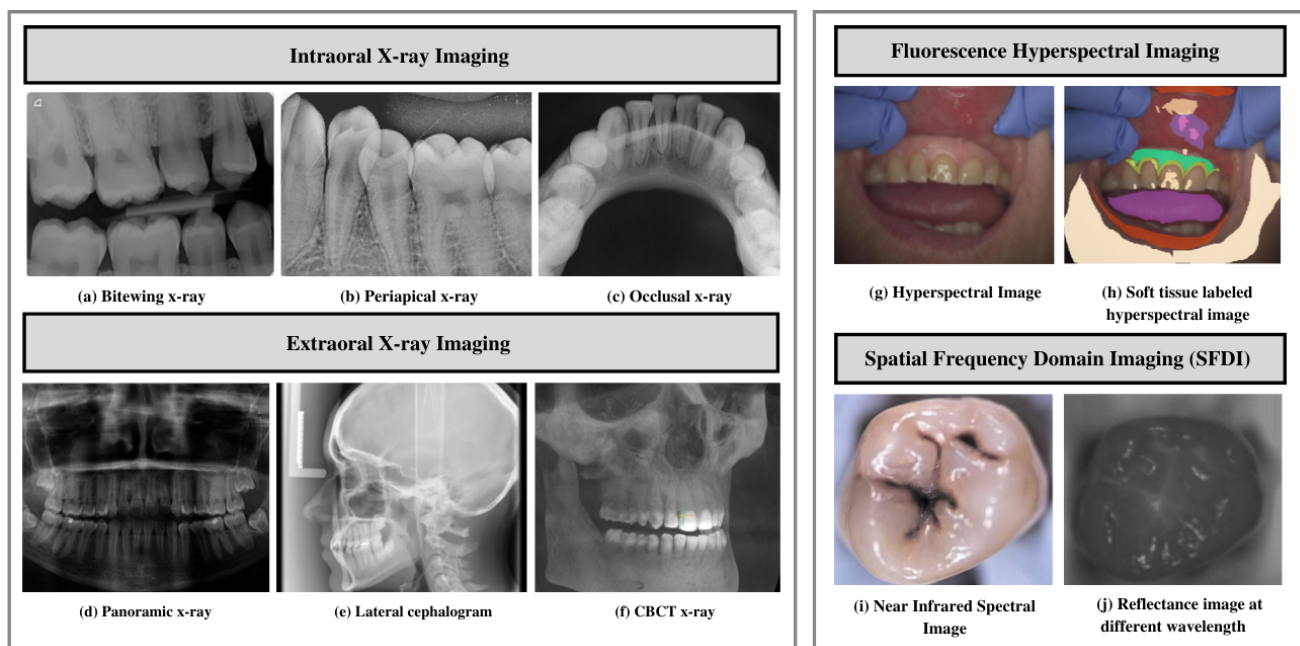 Intraoral X-ray Imaging
(a) Bitewing x-ray
(b) Periapical x-ray
(c) Occlusal x-ray
Extraoral X-ray Imaging
(d) Panoramic x-ray
(e) Lateral cephalogram
(f) CBCT x-ray
Fluorescence Hyperspectral Imaging
(g) Hyperspectral Image
(h) Soft tissue labeled
hyperspectral image
Spatial Frequency Domain Imaging (SFDI)
(i) Near Infrared Spectral
Image
(j) Reflectance image at
different wavelength